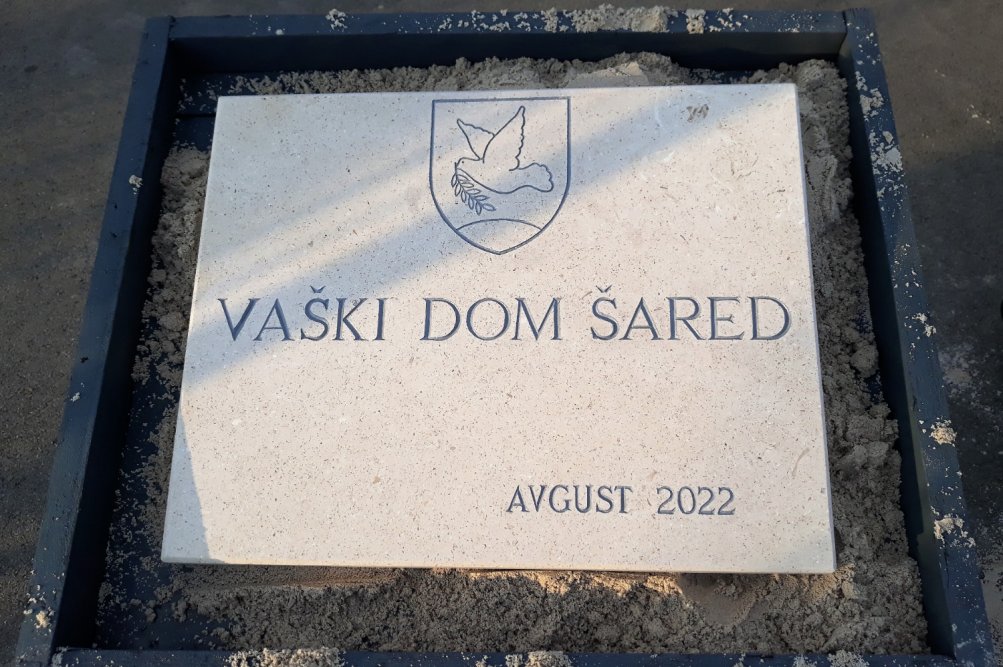 VAŠKI DOM ŠARED
AVGUST 2022